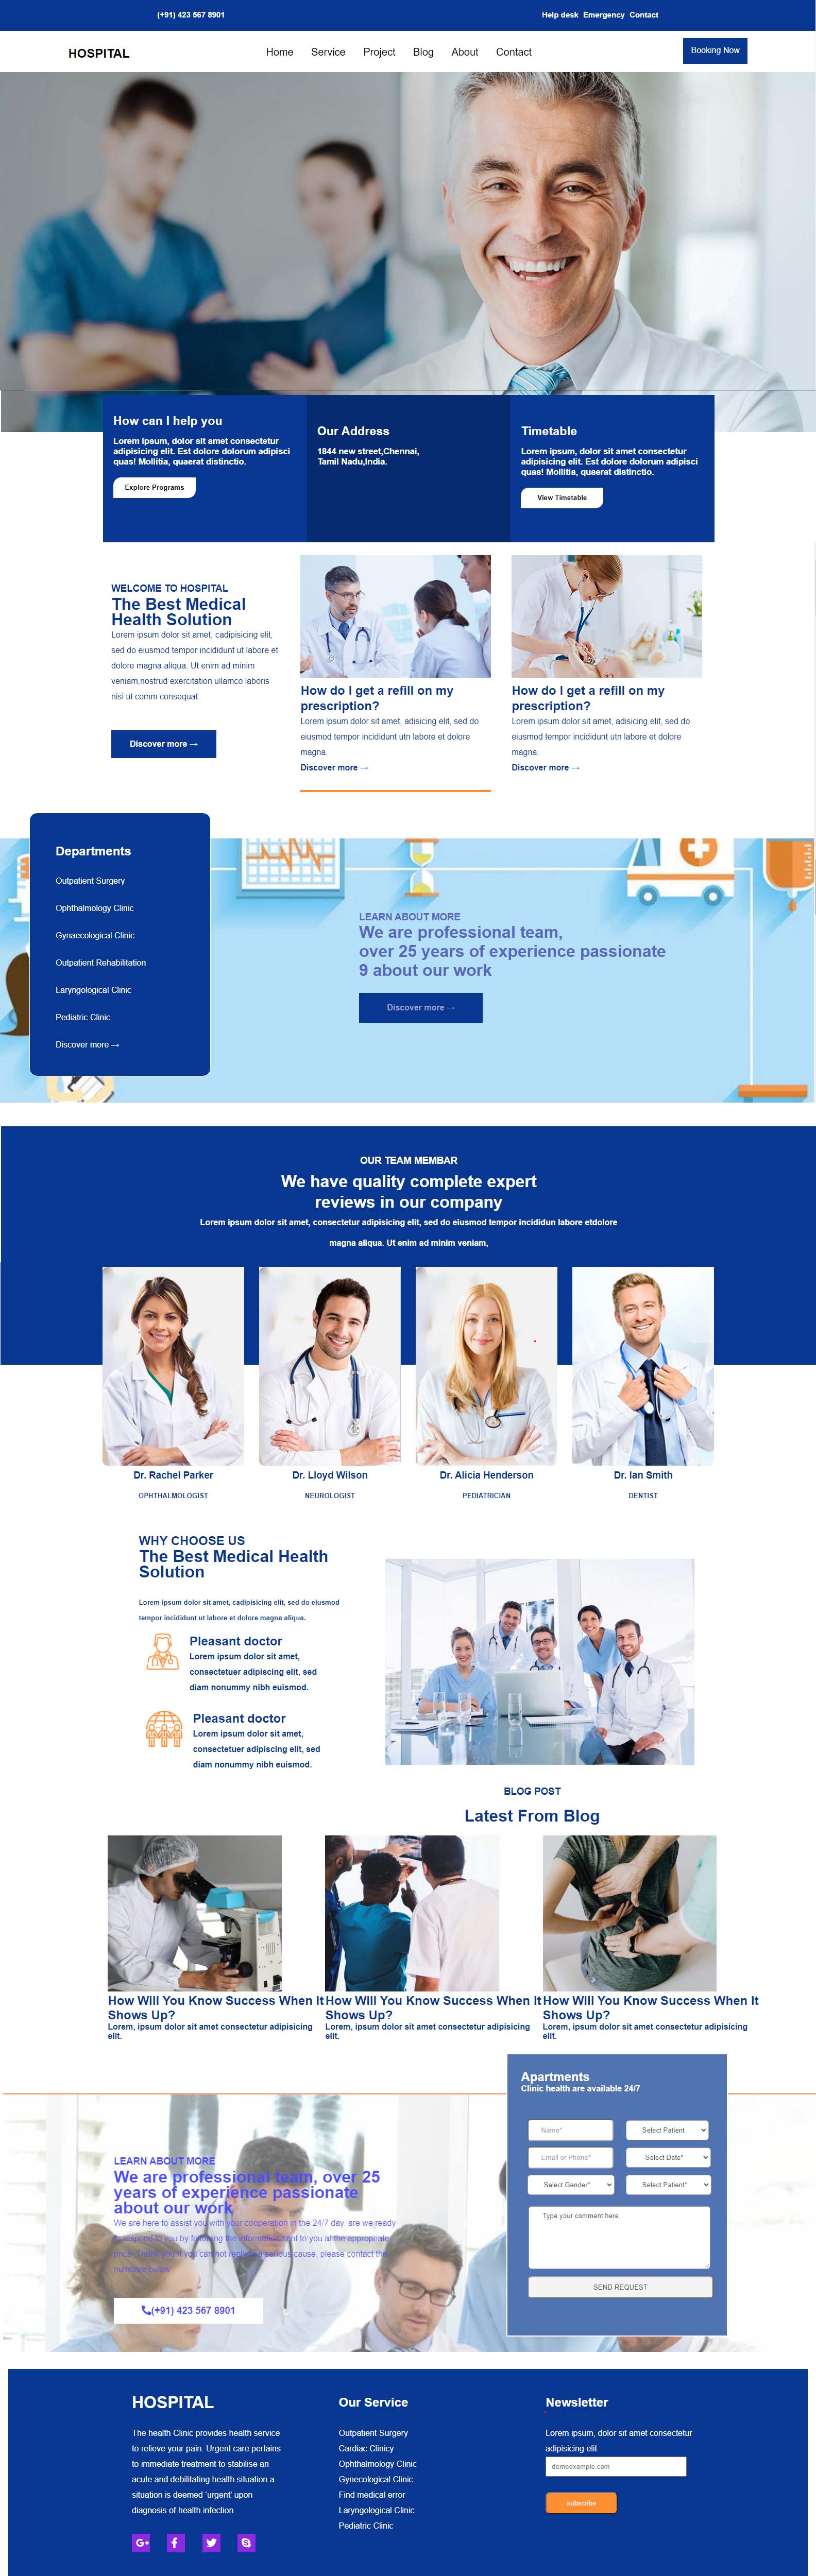 (+91) 423 567 8901
Help desk Emergency Contact
HOSPITAL
Home Service Project Blog About Contact
Booking Now
How can I help you
Lorem ipsum, dolor sit amet consectetur
adipisicing elit. Est dolore dolorum adipisci
quas! Mollitia, quaerat distinctio.
Explore Programs
Our Address
1844 new street,Chennai,
Tamil Nadu,India.
Timetable
Lorem ipsum, dolor sit amet consectetur
adipisicing elit. Est dolore dolorum adipisci
quas! Mollitia, quaerat distinctio.
View Timetable
WELCOME TO HOSPITAL
The Best Medical
Health Solution
Lorem ipsum dolor sit amet, cadipisicing elit,
sed do eiusmod tempor incididunt ut labore et
dolore magna aliqua. Ut enim ad minim
veniam,nostrud exercitation ullamco laboris
nisi ut comm consequat.
Discover more →
How do I get a refill on my
prescription?
Lorem ipsum dolor sit amet, adisicing elit, sed do
eiusmod tempor incididunt utn labore et dolore
magna.
Discover more →
How do I get a refill on my
prescription?
Lorem ipsum dolor sit amet, adisicing elit, sed do
eiusmod tempor incididunt utn labore et dolore
magna.
Discover more →
Departments
Outpatient Surgery
Ophthalmology Clinic
Gynaecological Clinic
Outpatient Rehabilitation
Laryngological Clinic
Pediatric Clinic
Discover more →
LEARN ABOUT MORE
We are professional team,
over 25 years of experience passionate
9 about our work
Discover more →
OUR TEAM MEMBAR
We have quality complete expert
reviews in our company
Lorem ipsum dolor sit amet, consectetur adipisicing elit, sed do eiusmod tempor incididun labore etdolore
magna aliqua. Ut enim ad minim veniam,
Dr. Rachel Parker
OPHTHALMOLOGIST
Dr. Lloyd Wilson
NEUROLOGIST
Dr. Alicia Henderson
PEDIATRICIAN
Dr. Ian Smith
DENTIST
WHY CHOOSE US
The Best Medical Health
Solution
Lorem ipsum dolor sit amet, cadipisicing elit, sed do eiusmod
tempor incididunt ut labore et dolore magna aliqua.
Pleasant doctor
Lorem ipsum dolor sit amet,
consectetuer adipiscing elit, sed
diam nonummy nibh euismod.
Pleasant doctor
Lorem ipsum dolor sit amet,
consectetuer adipiscing elit, sed
diam nonummy nibh euismod.
BLOG POST
Latest From Blog
How Will You Know Success When It
Shows Up?
Lorem, ipsum dolor sit amet consectetur adipisicing
elit.
How Will You Know Success When It
Shows Up?
Lorem, ipsum dolor sit amet consectetur adipisicing
elit.
How Will You Know Success When It
Shows Up?
Lorem, ipsum dolor sit amet consectetur adipisicing
elit.
LEARN ABOUT MORE
We are professional team, over 25
years of experience passionate
about our work
We are here to assist you with your cooperation in the 24/7 day. are ready
to respond to you by following the information sent to you at the appropriate
you if you can not reply to a serious cause, please contact the
numbare below
(+91) 423 567 8901
Apartments
Clinic health are available 24/7
Name*
Select Patient
Email or Phone*
Select Date*
Select Gender*
Select Patient*
Type your comment here.
SEND REQUEST
HOSPITAL
The health Clinic provides health service
to relieve your pain. Urgent care pertains
to immediate treatment to stabilise an
acute and debilitating health situation.a
situation is deemed 'urgent' upon
diagnosis of health infection
G+
Our Service
Outpatient Surgery
Cardiac Clinicy
Ophthalmology Clinic
Gynecological Clinic
Find medical error
Laryngological Clinic
Pediatric Clinic
Newsletter
Lorem ipsum, dolor sit amet consectetur
adipisicing elit.
demoexample.com
subscribe